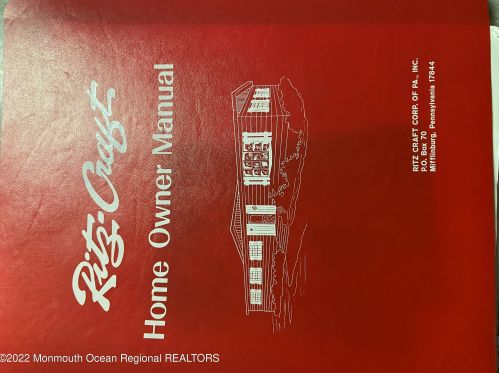 Ritz-Craft
Home Owner Manual
RITZ CRAFT CORP. OF PA., INC.
P.O. Box 70
Mifflinburg, Pennsylvania 17844
©2022 Monmouth Ocean Regional REALTORS